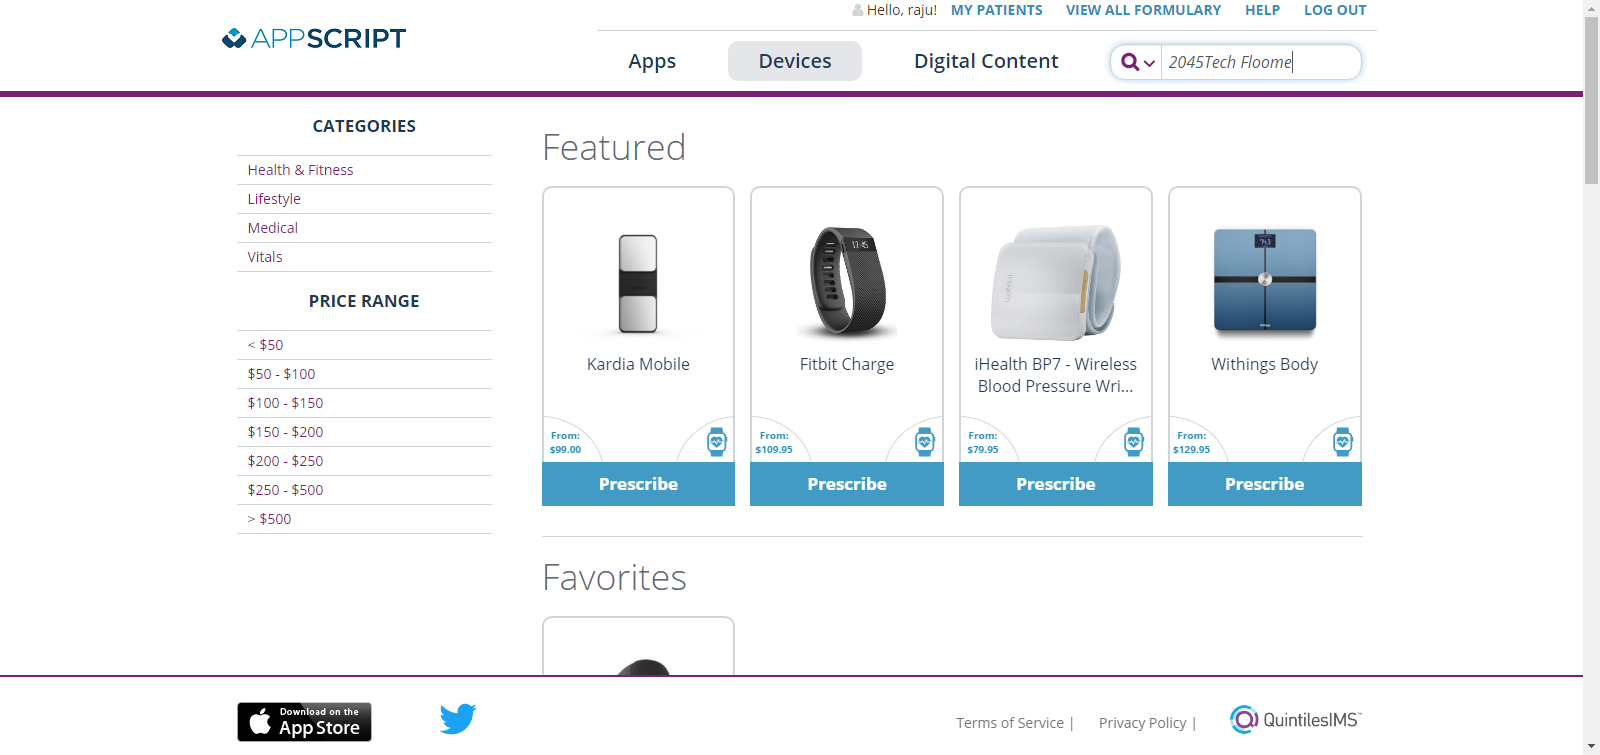 Hello, raju! MY PATIENTS VIEW ALL FORMULARY HELP LOG OUT
APPSCRIPT
Apps Devices Digital Content 2045Tech Floome
CATEGORIES
Health & Fitness
Lifestyle
Medical
Vitals
PRICE RANGE
< $50
$50 - $100
$100 - $150
$150 - $200
$200 - $250
$250 - $500
> $500
Featured
Kardia Mobile
From:
$99.00
Prescribe
12:45
Fitbit Charge
From:
$109.95
Prescribe
iHealth
iHealth BP7 - Wireless
Blood Pressure Wri...
From:
$79.95
Prescribe
Withings Body
From:
$129.95
Prescribe
Favorites
Download on the
App Store
Terms of Service |
Privacy Policy |
QuintilesIMS™